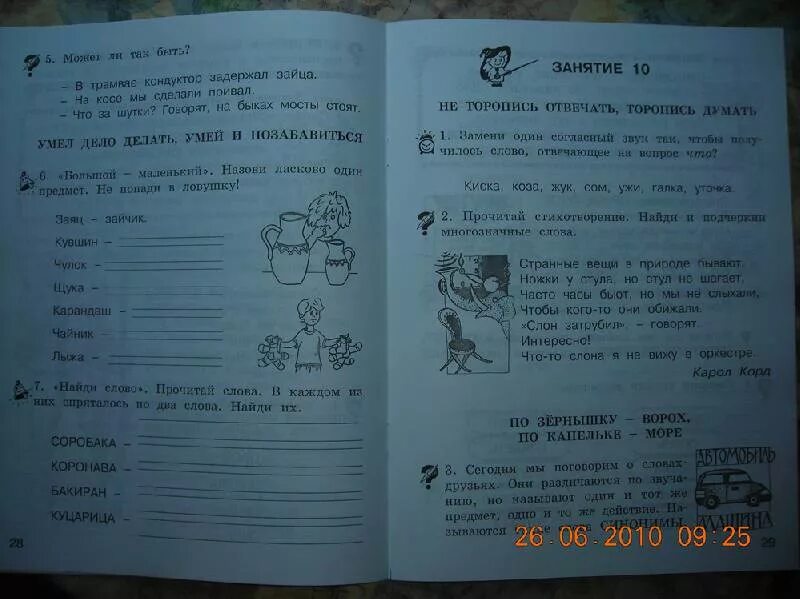 5. Может ли так быть?
– В трамвае кондуктор задержал зайца.
– На косо мы сделали привал.
– Что за шутки? Говорят, на быках мосты стоят.
УМЕЛ ДЕЛО ДЕЛАТЬ, УМЕЙ И ПОЗАБАВИТЬСЯ
6. «Большой – маленький». Назови ласково один
предмет. Не попади в ловушку!
Заяц – зайчик.
Кувшин –
Чулок –
Щука –
Карандаш –
Чайник –
Лыжа –
7. «Найди слово». Прочитай слова. В каждом из
них спряталось по два слова. Найди их.
СОРОБАКА –
КОРОНАВА –
БАКИРАН –
КУЦАРИЦА –
28
ЗАНЯТИЕ 10
НЕ ТОРОПИСЬ ОТВЕЧАТЬ, ТОРОПИСЬ ДУМАТЬ
1. Замени один согласный звук так, чтобы полу-
чилось слово, отвечающее на вопрос что?
Киска, коза, жук, сом, ужи, галка, уточка.
2. Прочитай стихотворение. Найди и подчеркни
многозначные слова.
Странные вещи в природе бывают:
Ножки у стула, но стул не шагает,
Часто часы бьют, но мы не слыхали,
Чтобы кого-то они обижали.
«Слон затрубил», – говорят.
Интересно!
Что-то слона я не вижу в оркестре.
Карол Корд
ПО ЗЁРНЫШКУ – ВОРОХ,
ПО КАПЕЛЬКЕ – МОРЕ
3. Сегодня мы поговорим о словах-
друзьях. Они различаются по звуча-
нию, но называют один и тот же
предмет, одно и то же действие. На-
зываются СИНОНИМЫ.
АВТОМОБИЛЬ
МАШИНА
29
26.06.2010 09:25